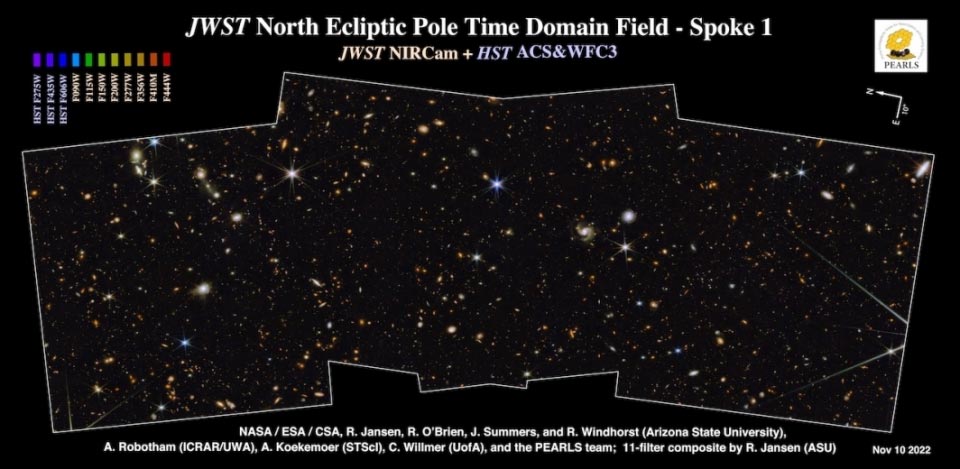 JWST North Ecliptic Pole Time Domain Field - Spoke 1
JWST NIRCam + HST ACS&WFC3
HST F275W
HST F435W
HST F606W
F090W
F115W
F150W
F200W
F277W
F356W
F410M
F444W
PEARLS
N
E
10"
NASA / ESA / CSA, R. Jansen, R. O'Brien, J. Summers, and R. Windhorst (Arizona State University),
A. Robotham (ICRAR/UWA), A. Koekemoer (STScI), C. Willmer (UofA), and the PEARLS team; 11-filter composite by R. Jansen (ASU)
Nov 10 2022